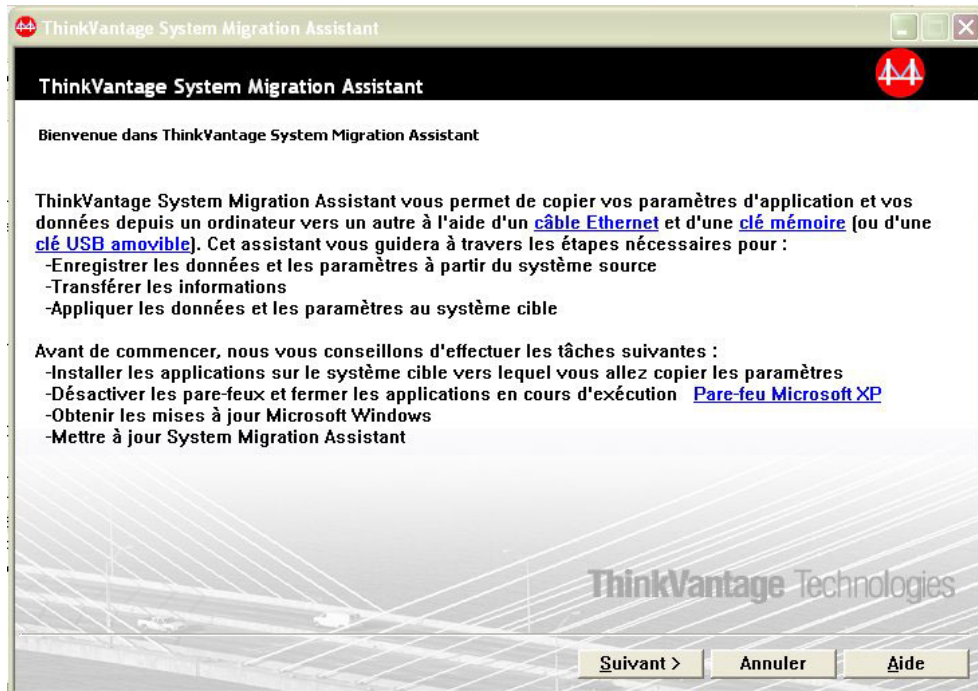 ThinkVantage System Migration Assistant
ThinkVantage System Migration Assistant
Bienvenue dans ThinkVantage System Migration Assistant
ThinkVantage System Migration Assistant vous permet de copier vos paramètres d'application et vos
données depuis un ordinateur vers un autre à l'aide d'un câble Ethernet et d'une clé mémoire (ou d'une
clé USB amovible). Cet assistant vous guidera à travers les étapes nécessaires pour :
-Enregistrer les données et les paramètres à partir du système source
-Transférer les informations
-Appliquer les données et les paramètres au système cible
Avant de commencer, nous vous conseillons d'effectuer les tâches suivantes :
-Installer les applications sur le système cible vers lequel vous allez copier les paramètres
-Désactiver les pare-feux et fermer les applications en cours d'exécution Pare-feu Microsoft XP
-Obtenir les mises à jour Microsoft Windows
-Mettre à jour System Migration Assistant
ThinkVantage Technologies
Suivant > Annuler Aide